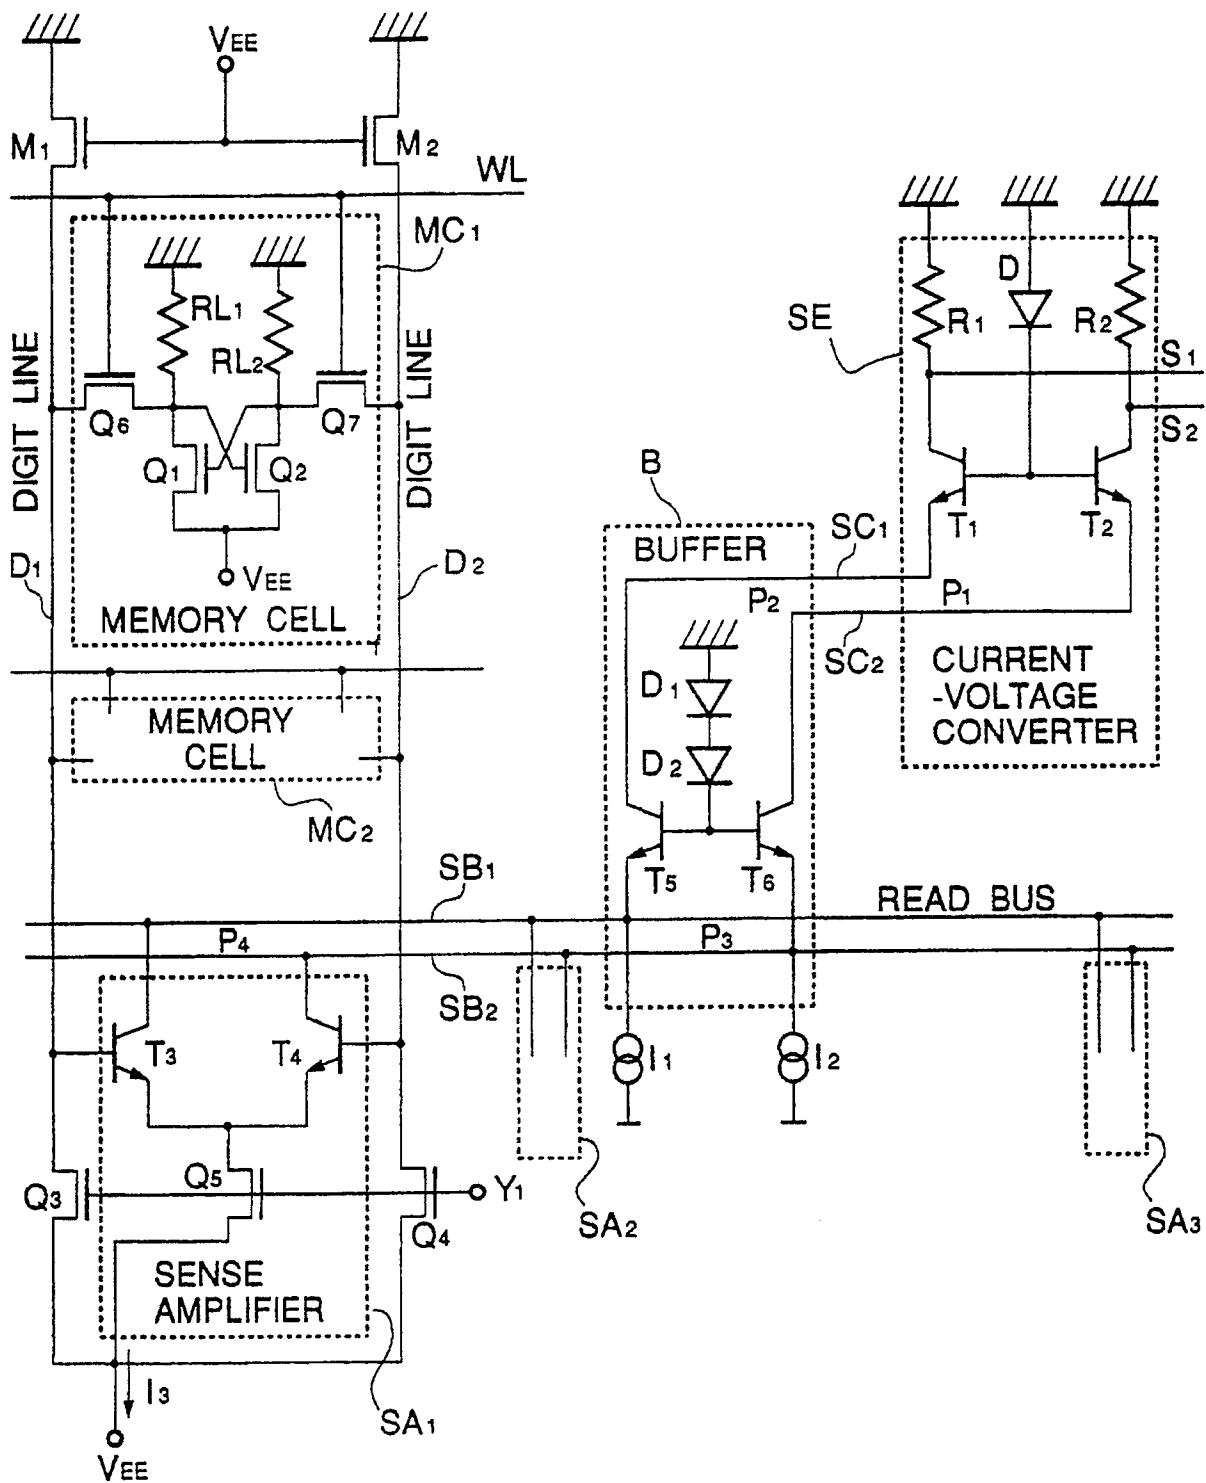 VEE
M1
M2
WL
MC1
RL1
RL2
DIGIT LINE
DIGIT LINE
Q6
Q7
Q1
Q2
D1
D2
VEE
MEMORY CELL
MEMORY
CELL
MC2
SE
D
R1
R2
S1
S2
T1
T2
B
BUFFER
SC1
P2
P1
SC2
CURRENT
-VOLTAGE
CONVERTER
D1
D2
T5
T6
SB1
READ BUS
P4
P3
SB2
T3
T4
I1
I2
Q3
Q5
Y1
Q4
SA2
SA3
SENSE
AMPLIFIER
I3
SA1
VEE